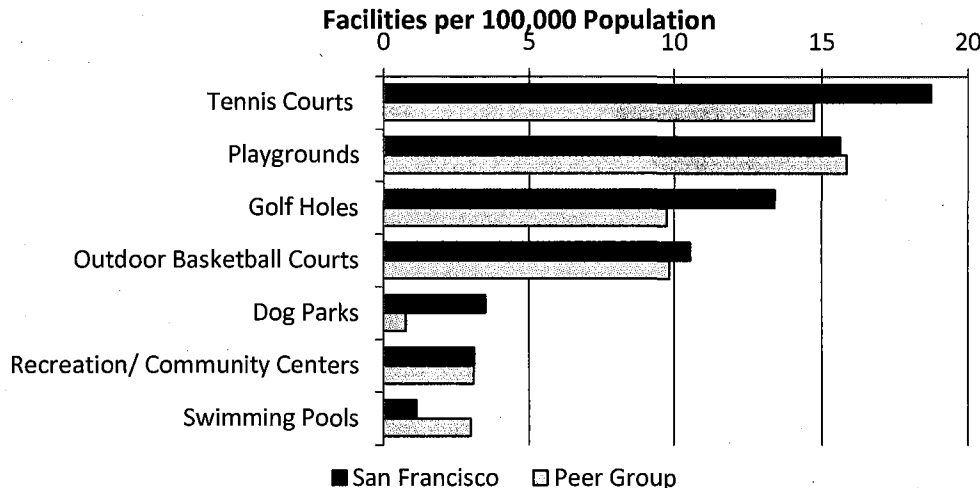 Facilities per 100,000 Population
0 5 10 15 20
Tennis Courts
Playgrounds
Golf Holes
Outdoor Basketball Courts
Dog Parks
Recreation/ Community Centers
Swimming Pools
San Francisco Peer Group